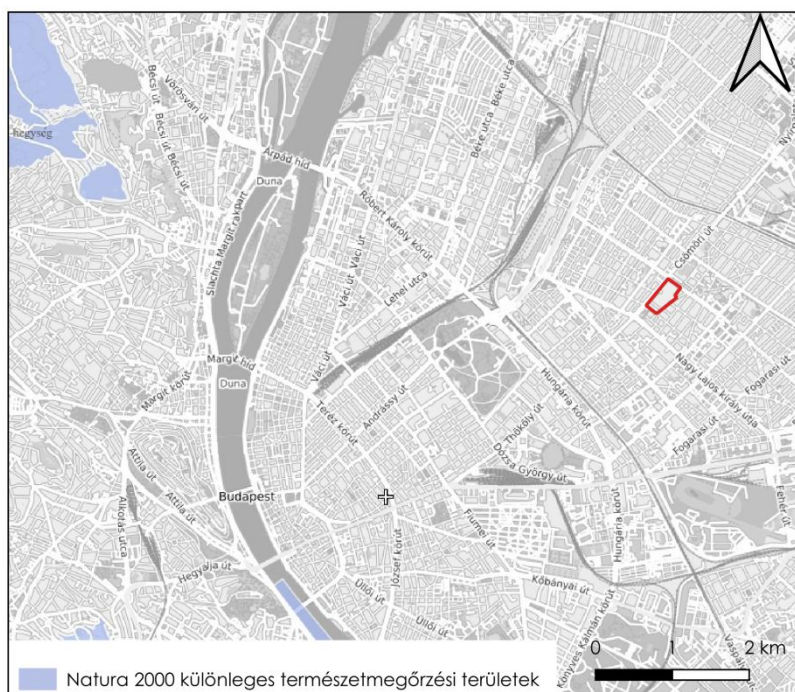 Bécsi út
Vörösvári út
Bécsi út Bécsi út
hegység
Árpád híd
Duna
Slachta Margit rakpart
Béke utca Béke utca
Róbert Károly körút
Váci út Váci út
Lehel utca
Csömöri út
Margit híd
Duna
Váci út
Margit körút
Teréz körút
Andrássy út
Hungária körút
Nagy Lajos király útja
Fogarasi út
Thököly út
Fogarasi út
Dózsa György út
Attila út
Attila út
Budapest
Alkotás utca
Fiumei út
Hungária körút
Fehér út
József körút
Hegyalja út
Kőbányai út
Üllői út
Üllői út
Könyves Kálmán körút
0 1 2 km
Natura 2000 különleges természetmegőrzési területek